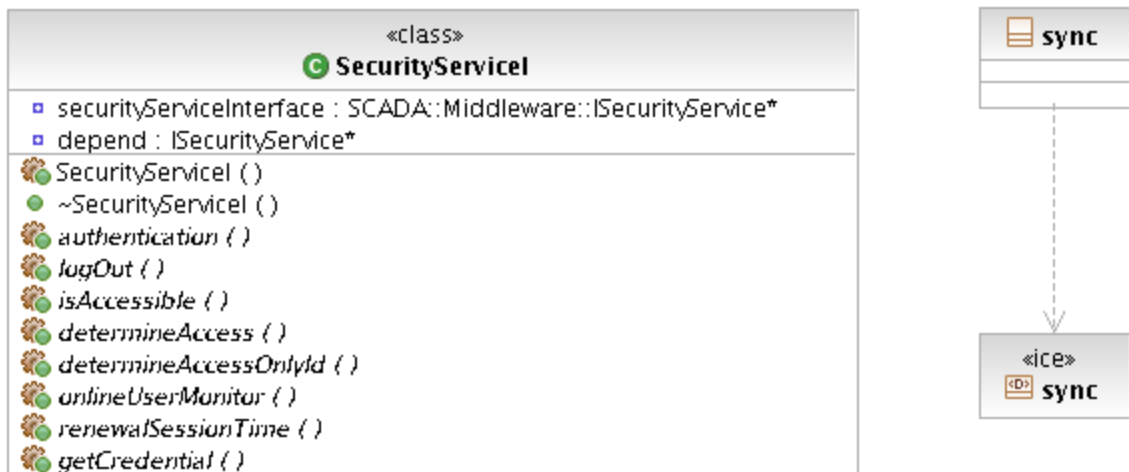 «class»
SecurityServiceI
securityServiceInterface : SCADA::Middleware::ISecurityService*
depend : ISecurityService*
SecurityServiceI ( )
~SecurityServiceI ( )
authentication ( )
logOut ( )
isAccessible ( )
determineAccess ( )
determineAccessOnlyId ( )
onlineUserMonitor ( )
renewalSessionTime ( )
getCredential ( )
sync
«ice»
sync